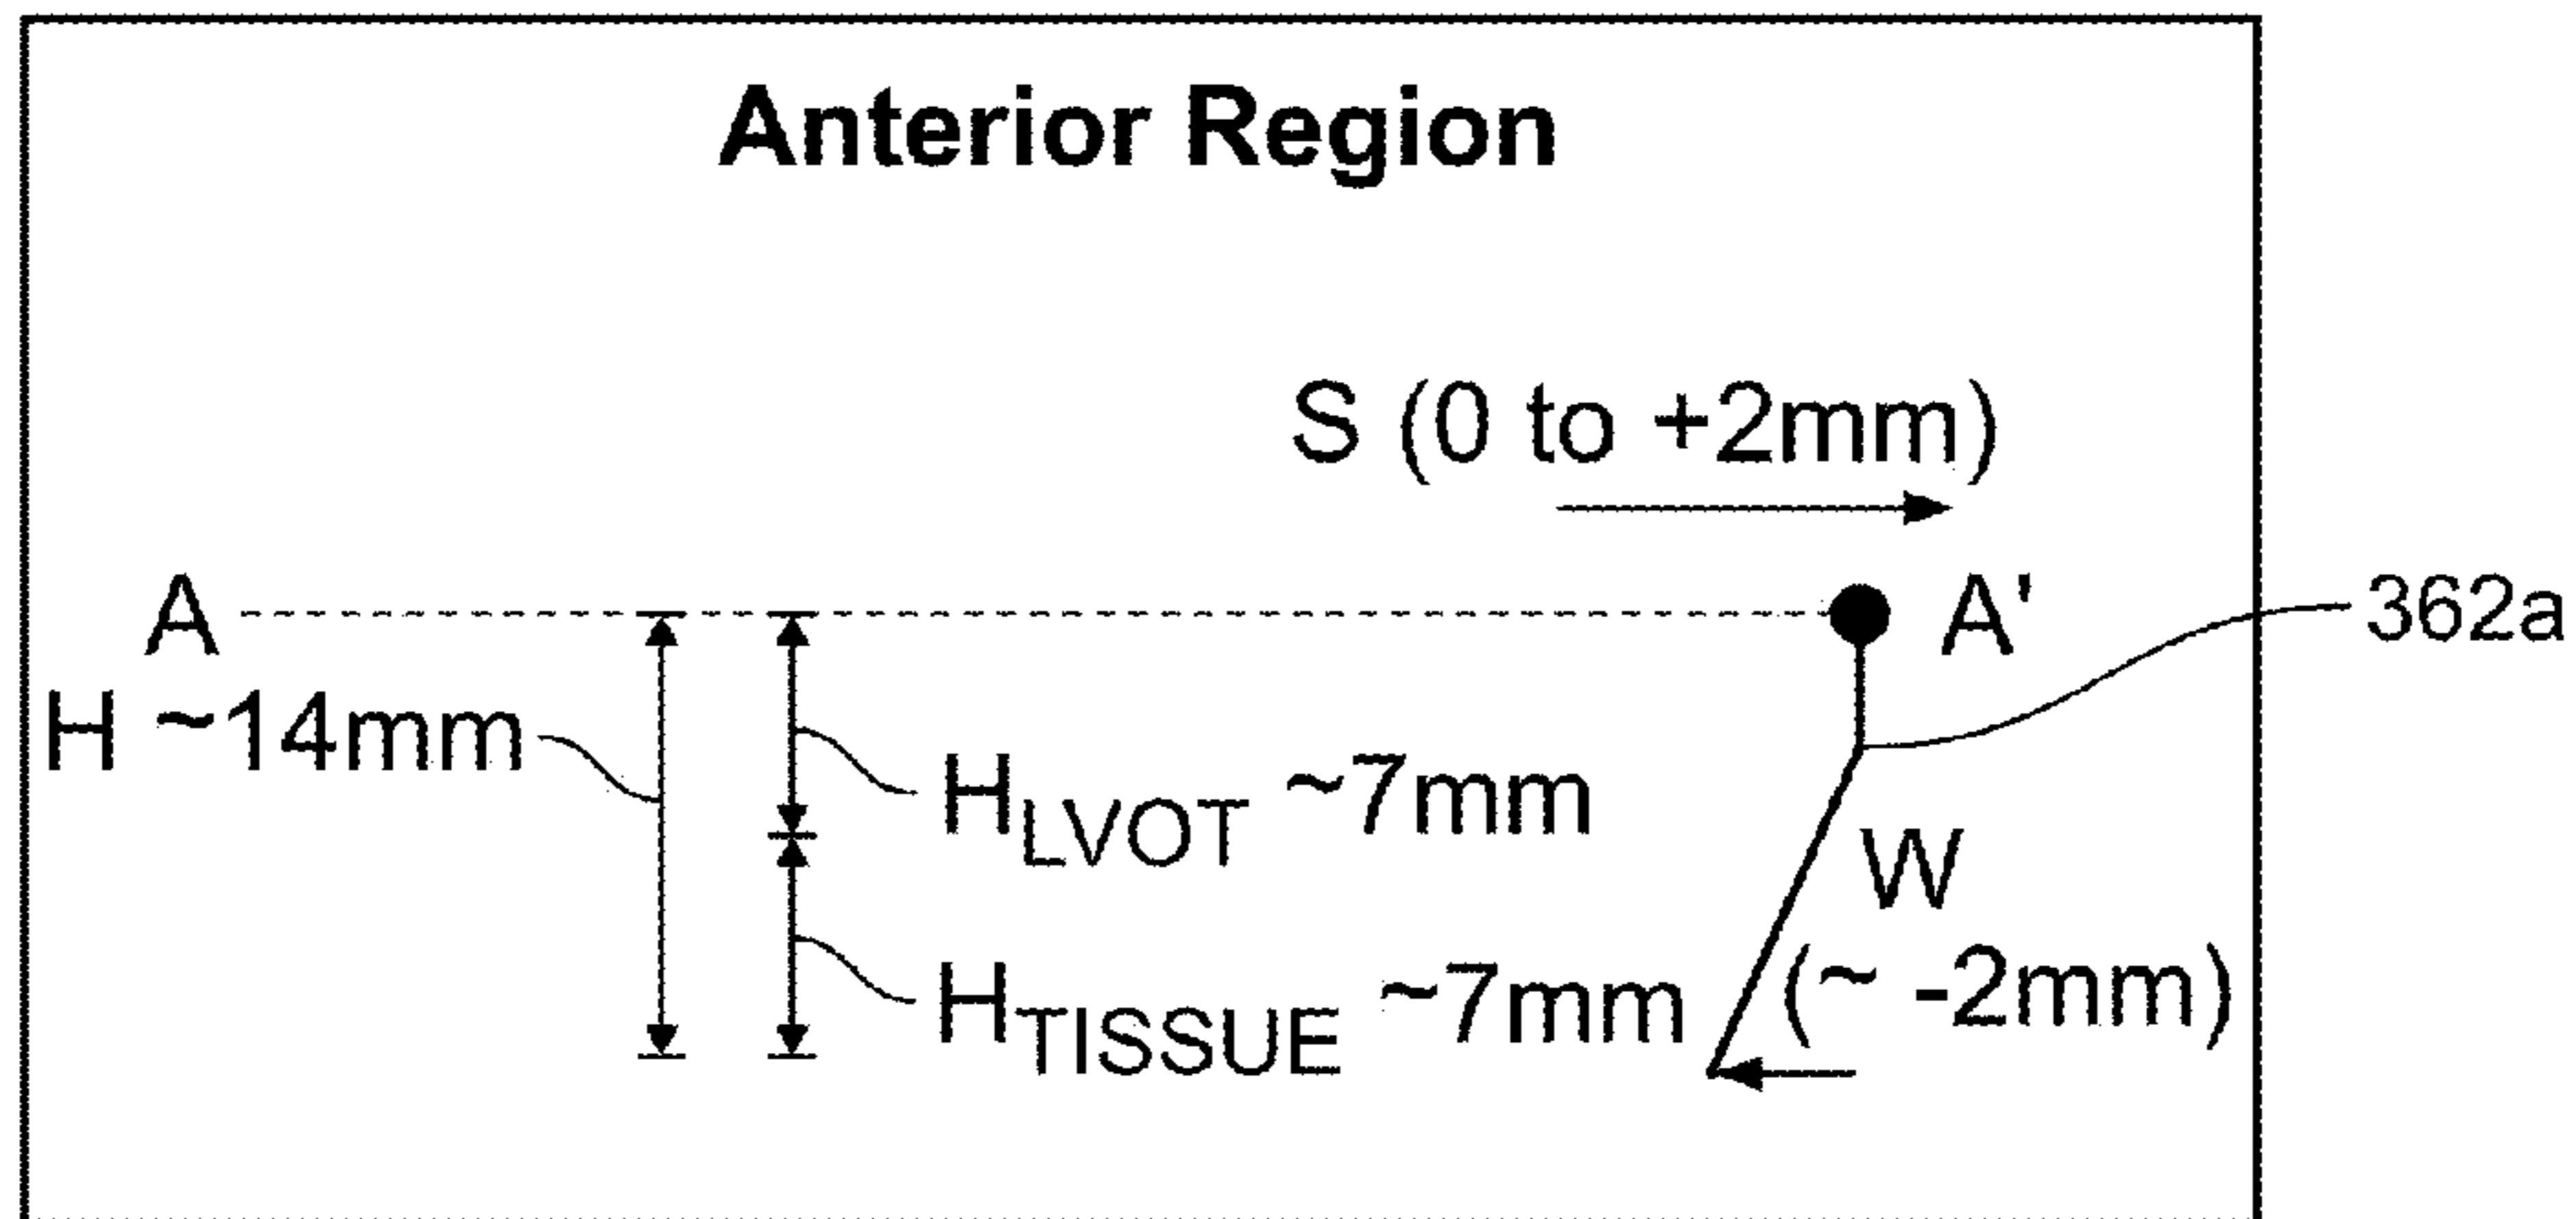 Anterior Region
S (0 to +2mm)
A
A'
362a
H ~14mm
HLVOT ~7mm
W
(~ -2mm)
HTISSUE ~7mm